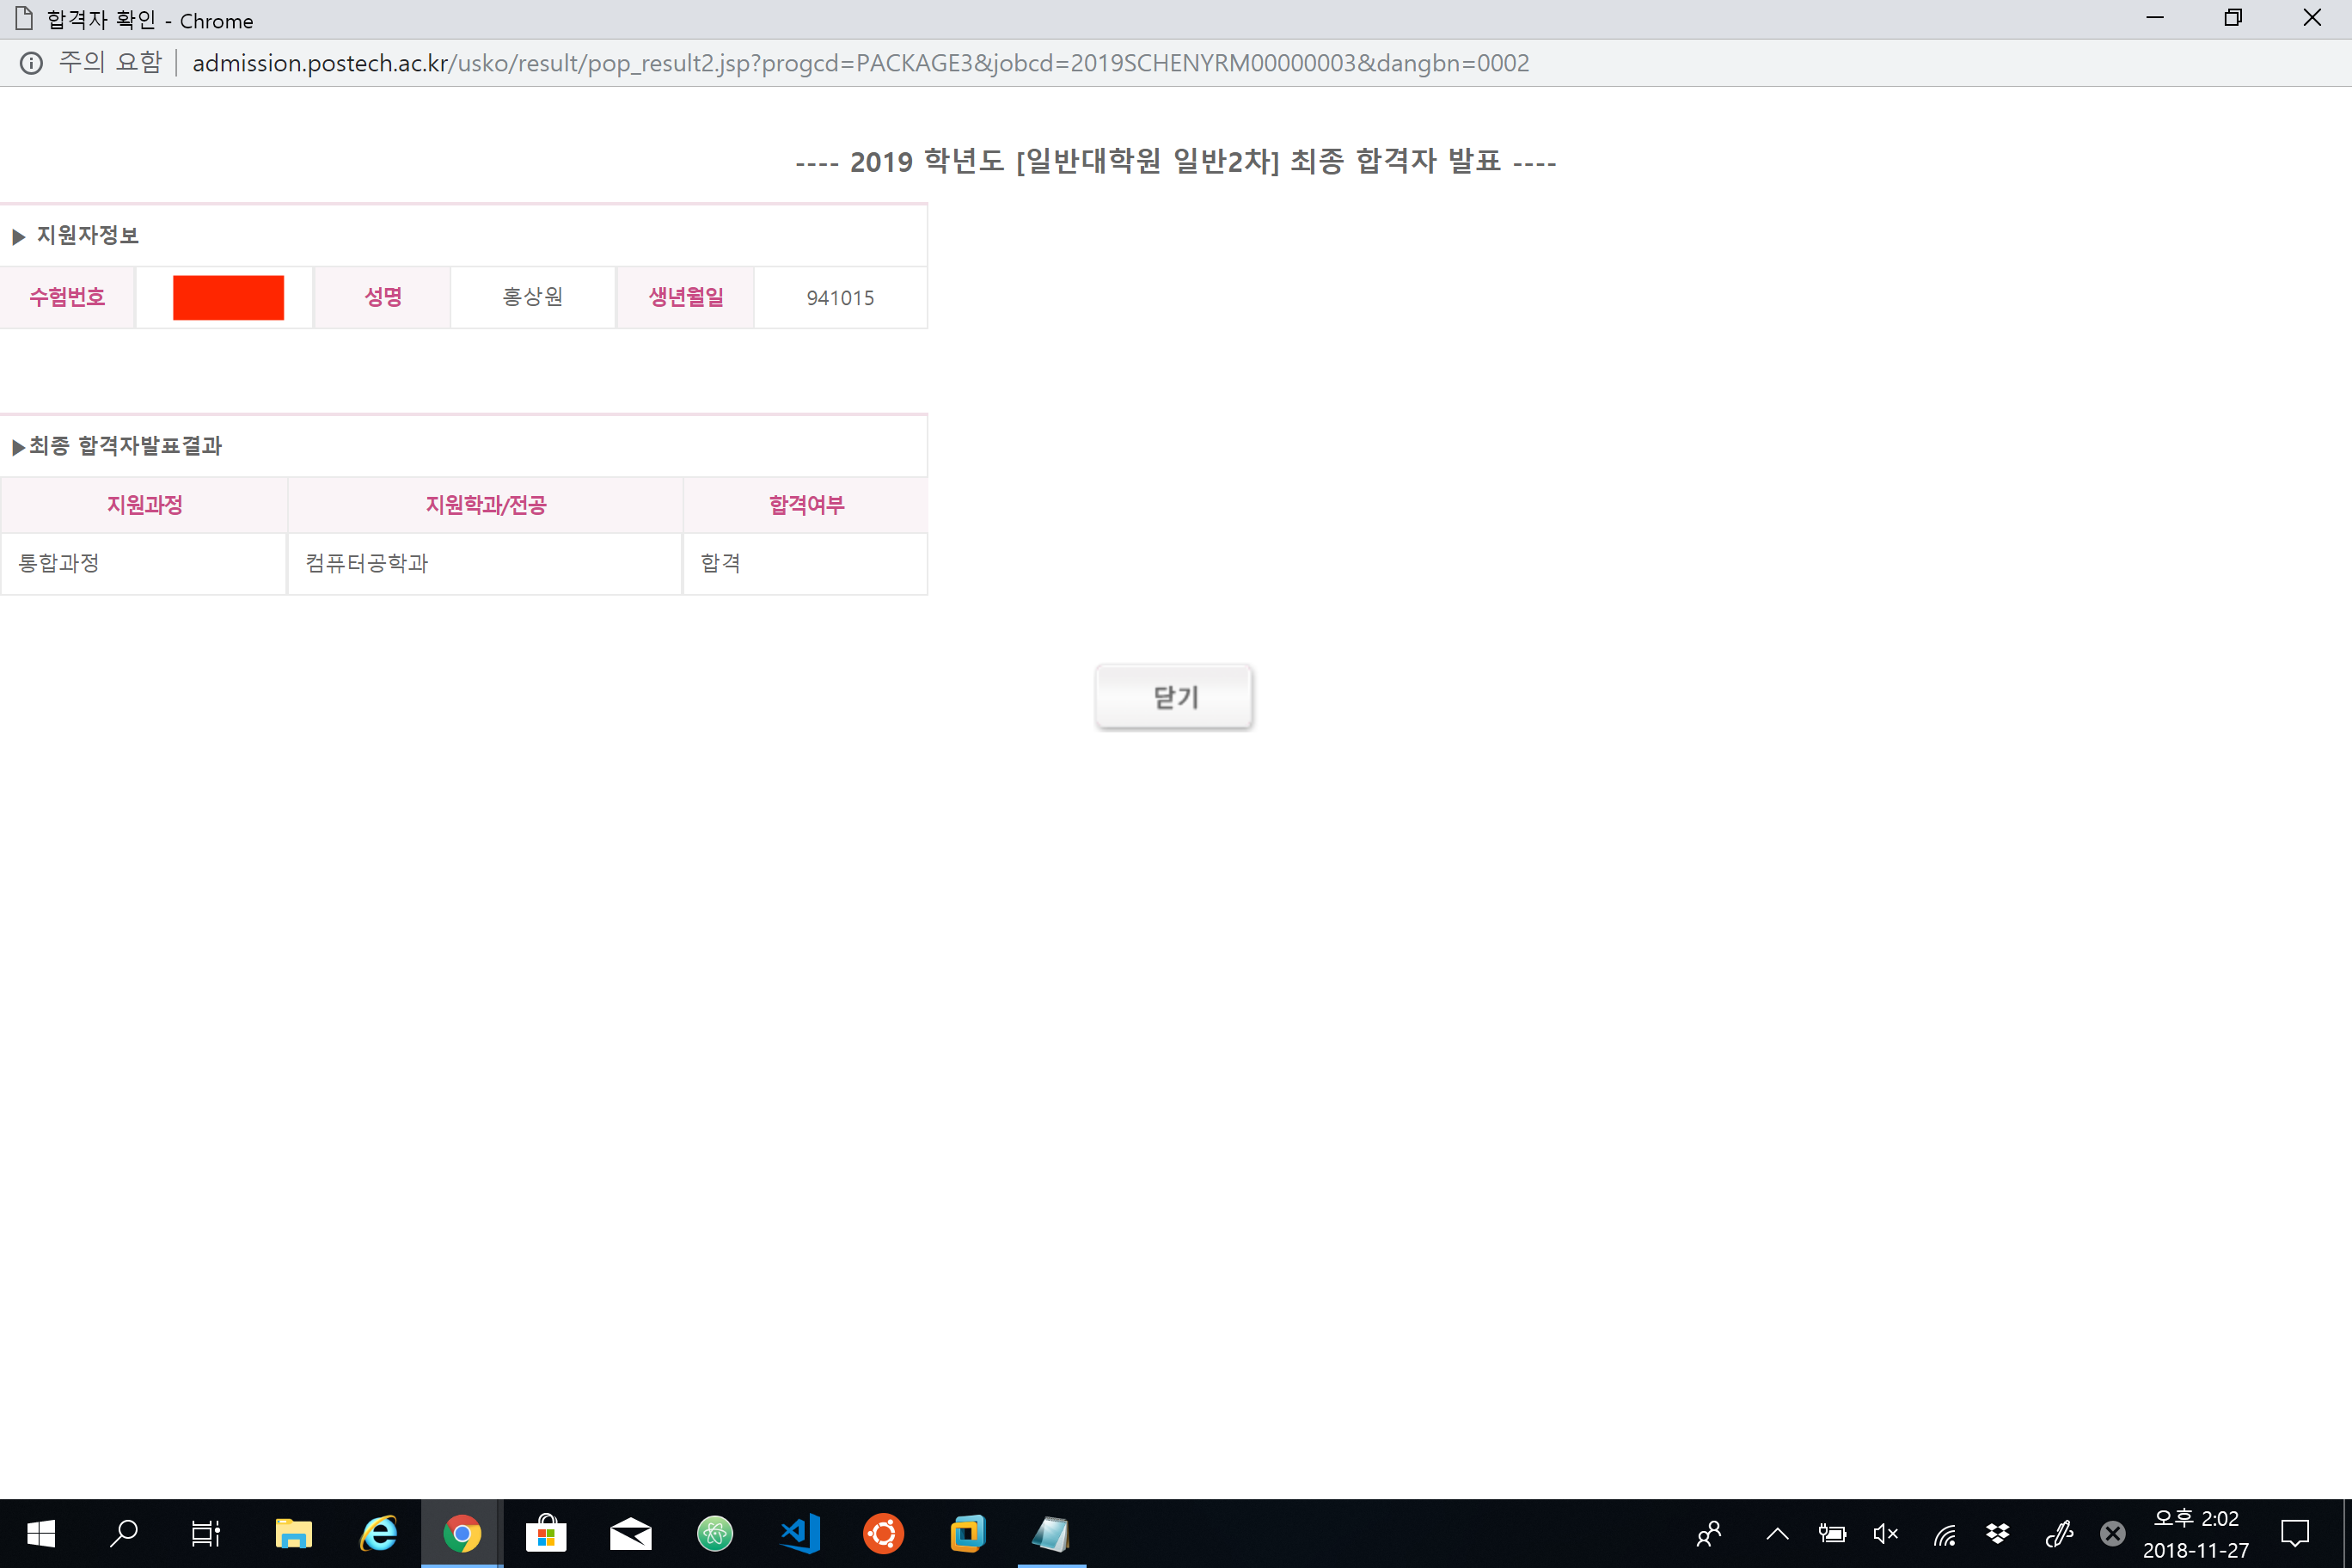 합격자 확인 - Chrome
주의 요함 | admission.postech.ac.kr/usko/result/pop_result2.jsp?progcd=PACKAGE3&jobcd=2019SCHENYRM00000003&dangbn=0002
---- 2019 학년도 [일반대학원 일반2차] 최종 합격자 발표 ----
▶ 지원자정보
수험번호 성명 홍상원 생년월일 941015
▶최종 합격자발표결과
지원과정 지원학과/전공 합격여부
통합과정 컴퓨터공학과 합격
닫기
오후 2:02
2018-11-27